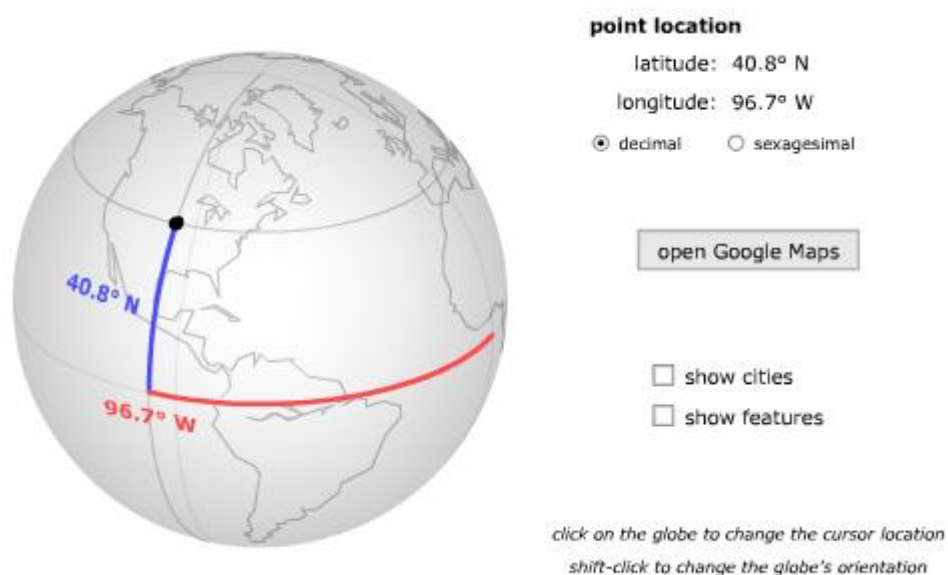 point location
latitude: 40.8° N
longitude: 96.7° W
decimal sexagesimal
open Google Maps
40.8° N
show cities
96.7° W
show features
click on the globe to change the cursor location
shift-click to change the globe's orientation